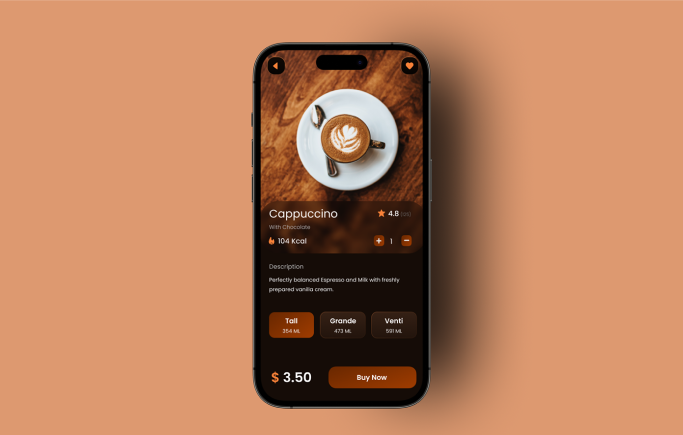 Cappuccino
4.8
With Chocolate
104 Kcal
+ 1 −
Description
Perfectly balanced Espresso and Milk with freshly
prepared vanilla cream.
Tall Grande Venti
354 ML 473 ML 591 ML
$ 3.50 Buy Now